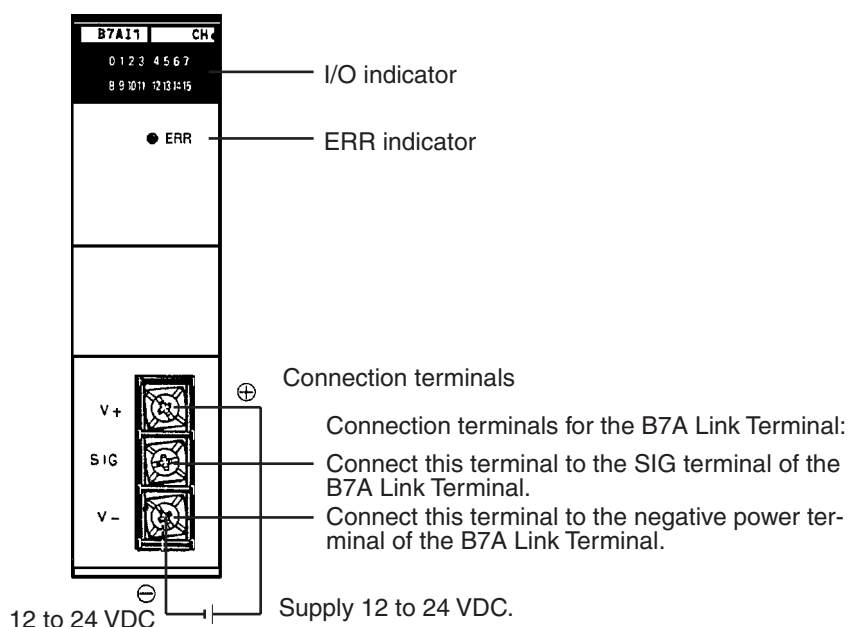 B7AI1 CH
0 1 2 3 4 5 6 7
8 9 10 11 12 13 14 15
I/O indicator
ERR
ERR indicator
Connection terminals
V+
⊕
Connection terminals for the B7A Link Terminal:
SIG
Connect this terminal to the SIG terminal of the
B7A Link Terminal.
V–
Connect this terminal to the negative power ter-
minal of the B7A Link Terminal.
⊖
12 to 24 VDC
Supply 12 to 24 VDC.